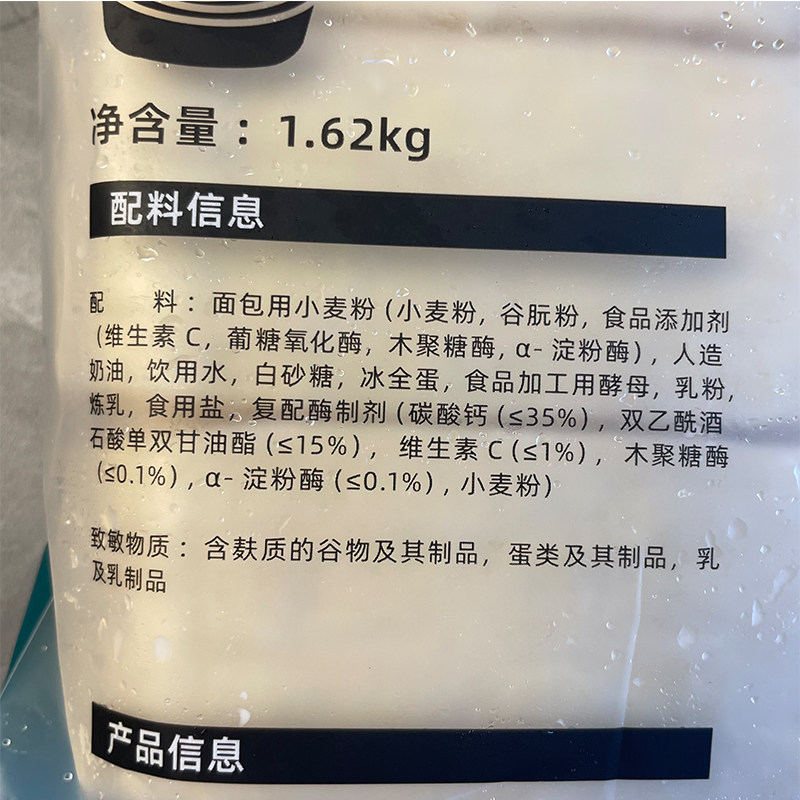 净含量：1.62kg
配料信息
配 料：面包用小麦粉(小麦粉, 谷朊粉, 食品添加剂
(维生素 C, 葡糖氧化酶, 木聚糖酶, α- 淀粉酶) , 人造
奶油, 饮用水, 白砂糖, 冰全蛋, 食品加工用酵母, 乳粉,
炼乳, 食用盐, 复配酶制剂 (碳酸钙 (≤35%) , 双乙酰酒
石酸单双甘油酯 (≤15%) , 维生素 C (≤1%) , 木聚糖酶
(≤0.1%) , α- 淀粉酶 (≤0.1%) , 小麦粉)
致敏物质：含麸质的谷物及其制品, 蛋类及其制品, 乳
及乳制品
产品信息